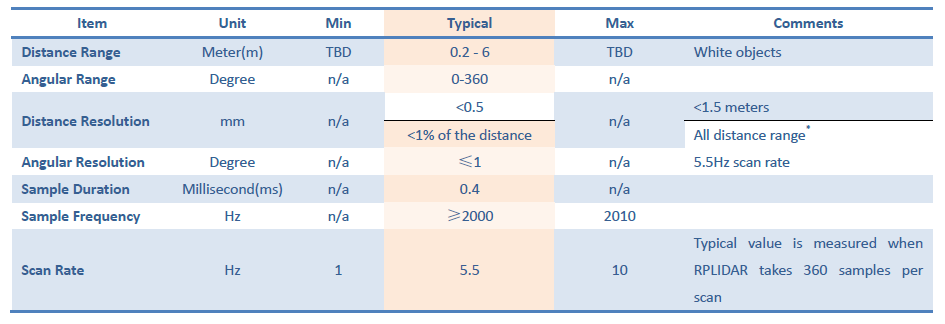 Item Unit Min Typical Max Comments
Distance Range Meter(m) TBD 0.2 - 6 TBD White objects
Angular Range Degree n/a 0-360 n/a
Distance Resolution mm n/a <0.5 n/a <1.5 meters
<1% of the distance All distance range*
Angular Resolution Degree n/a ≤1 n/a 5.5Hz scan rate
Sample Duration Millisecond(ms) n/a 0.4 n/a
Sample Frequency Hz n/a ≥2000 2010
Scan Rate Hz 1 5.5 10 Typical value is measured when
RPLIDAR takes 360 samples per
scan